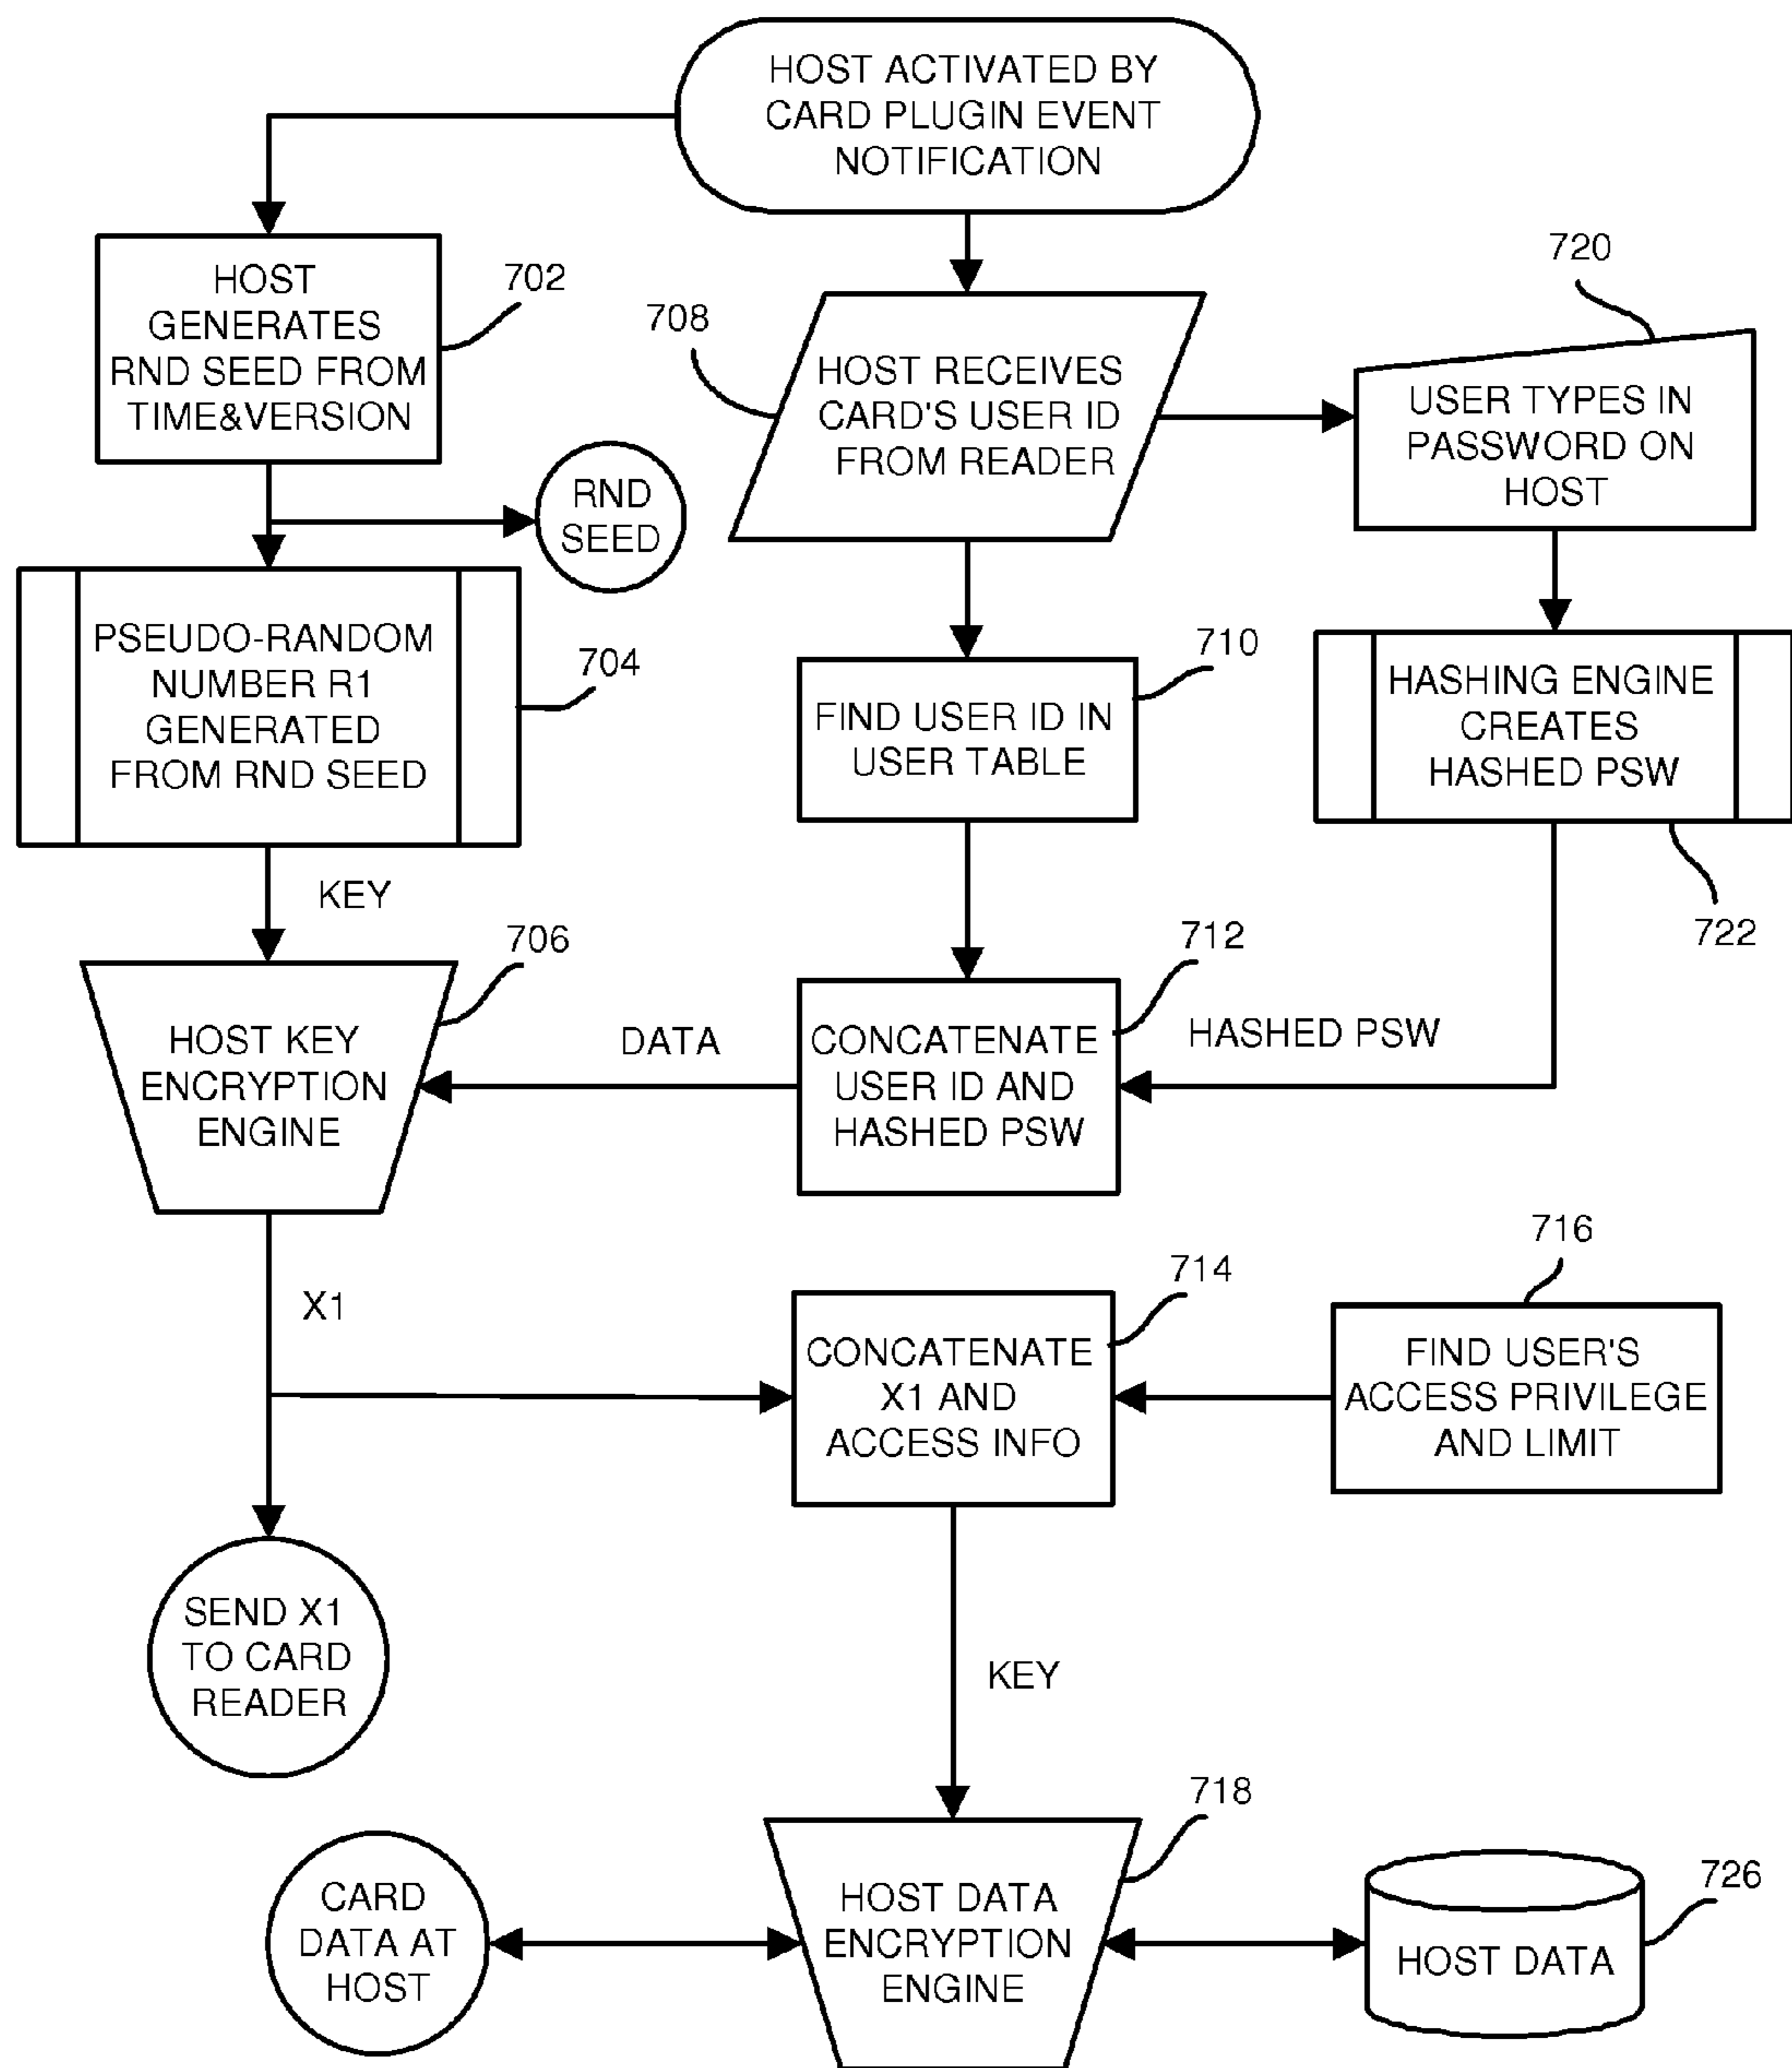 HOST ACTIVATED BY
CARD PLUGIN EVENT
NOTIFICATION
HOST
GENERATES
RND SEED FROM
TIME&VERSION
702
RND
SEED
708
HOST RECEIVES
CARD'S USER ID
FROM READER
720
USER TYPES IN
PASSWORD ON
HOST
PSEUDO-RANDOM
NUMBER R1
GENERATED
FROM RND SEED
704
FIND USER ID IN
USER TABLE
710
HASHING ENGINE
CREATES
HASHED PSW
722
KEY
HOST KEY
ENCRYPTION
ENGINE
706
DATA
CONCATENATE
USER ID AND
HASHED PSW
712
HASHED PSW
X1
CONCATENATE
X1 AND
ACCESS INFO
714
716
FIND USER'S
ACCESS PRIVILEGE
AND LIMIT
SEND X1
TO CARD
READER
KEY
CARD
DATA AT
HOST
HOST DATA
ENCRYPTION
ENGINE
718
HOST DATA
726